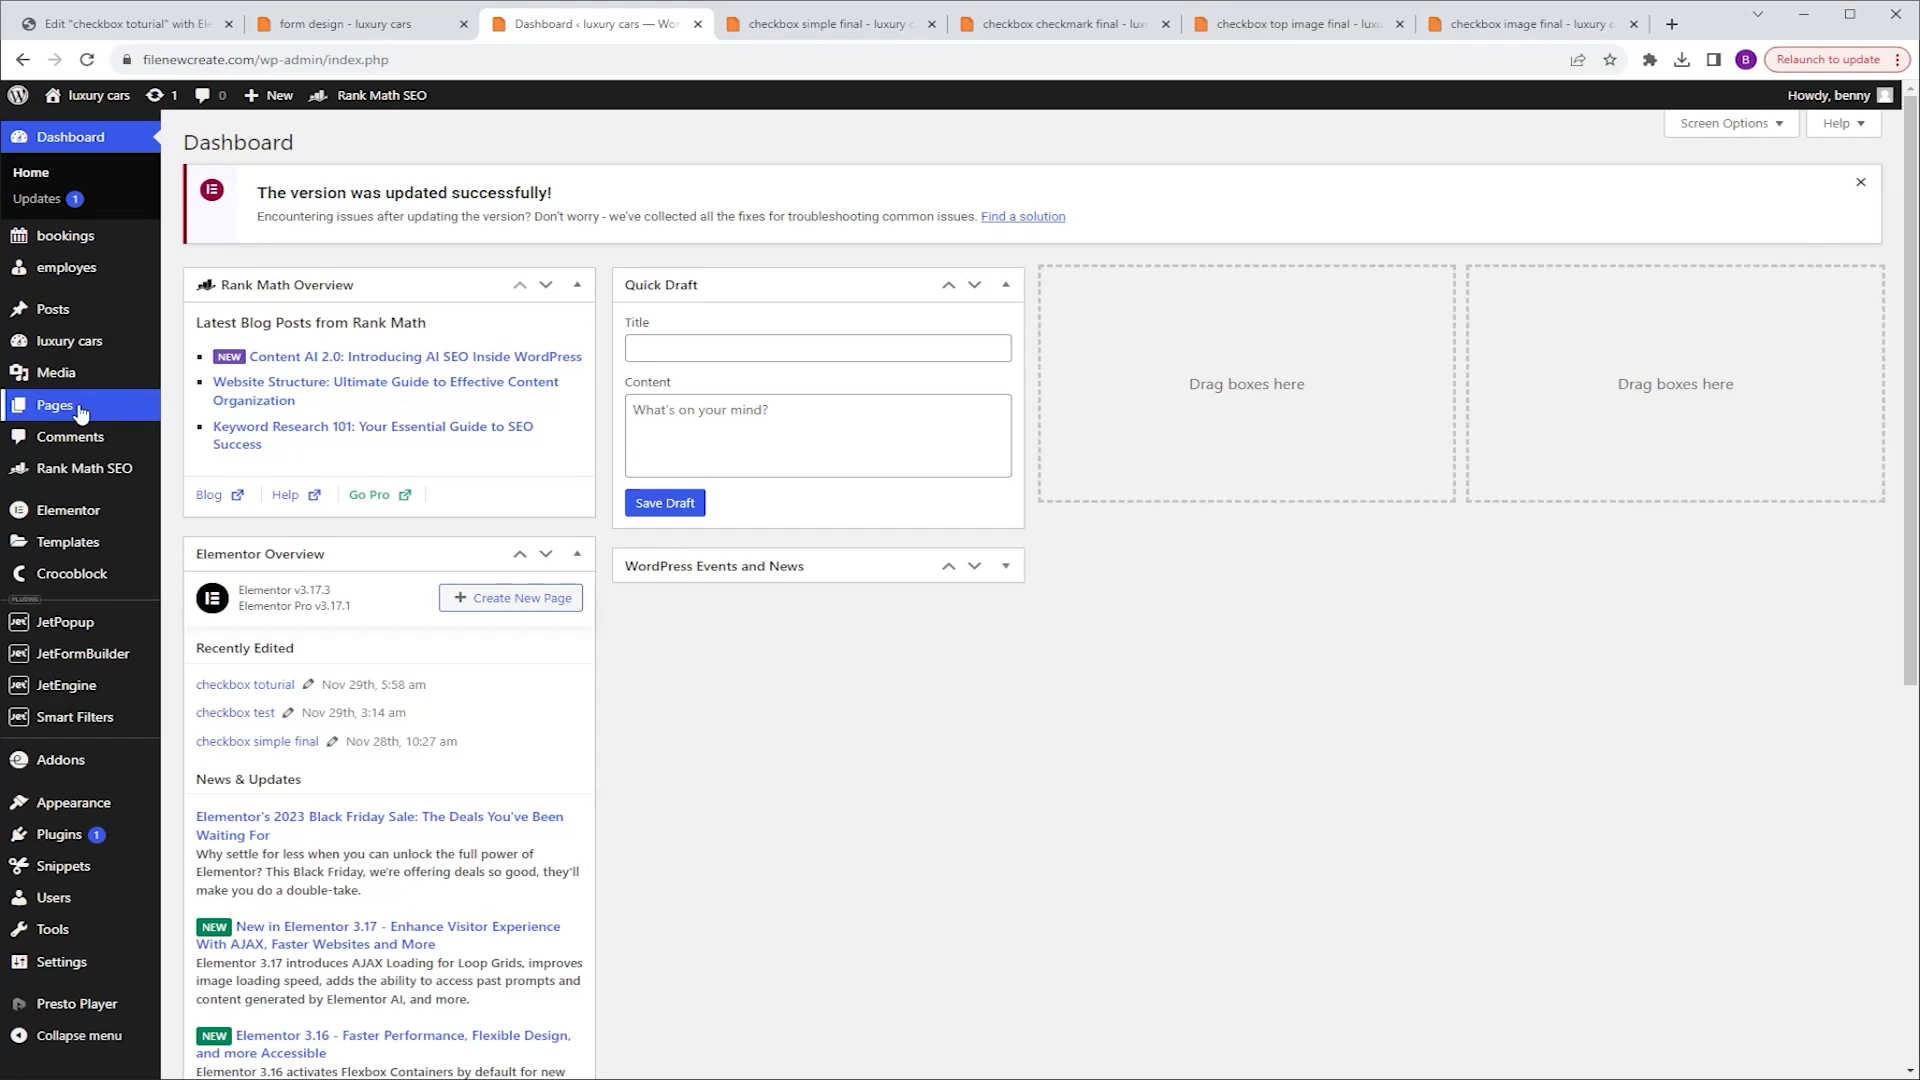 Edit "checkbox toturial" with Ele
form design - luxury cars
Dashboard ‹ luxury cars — Wor
checkbox simple final - luxury c
checkbox checkmark final - lux
checkbox top image final - luxu
checkbox image final - luxury c
filenewcreate.com/wp-admin/index.php
B
Relaunch to update
luxury cars
1
0
New
Rank Math SEO
Howdy, benny
Dashboard
Home
Updates 1
bookings
employes
Posts
luxury cars
Media
Pages
Comments
Rank Math SEO
Elementor
Templates
Crocoblock
PLUGINS
JetPopup
JetFormBuilder
JetEngine
Smart Filters
Addons
Appearance
Plugins 1
Snippets
Users
Tools
Settings
Presto Player
Collapse menu
Screen Options
Help
Dashboard
The version was updated successfully!
Encountering issues after updating the version? Don't worry - we've collected all the fixes for troubleshooting common issues. Find a solution
Rank Math Overview
Latest Blog Posts from Rank Math
NEW Content AI 2.0: Introducing AI SEO Inside WordPress
Website Structure: Ultimate Guide to Effective Content
Organization
Keyword Research 101: Your Essential Guide to SEO
Success
Blog
Help
Go Pro
Elementor Overview
Elementor v3.17.3
Elementor Pro v3.17.1
Create New Page
Recently Edited
checkbox toturial Nov 29th, 5:58 am
checkbox test Nov 29th, 3:14 am
checkbox simple final Nov 28th, 10:27 am
News & Updates
Elementor's 2023 Black Friday Sale: The Deals You've Been
Waiting For
Why settle for less when you can unlock the full power of
Elementor? This Black Friday, we're offering deals so good, they'll
make you do a double-take.
NEW New in Elementor 3.17 - Enhance Visitor Experience
With AJAX, Faster Websites and More
Elementor 3.17 introduces AJAX Loading for Loop Grids, improves
image loading speed, adds the ability to access past prompts and
content generated by Elementor AI, and more.
NEW Elementor 3.16 - Faster Performance, Flexible Design,
and more Accessible
Elementor 3.16 activates Flexbox Containers by default for new
Quick Draft
Title
Content
What's on your mind?
Save Draft
WordPress Events and News
Drag boxes here
Drag boxes here